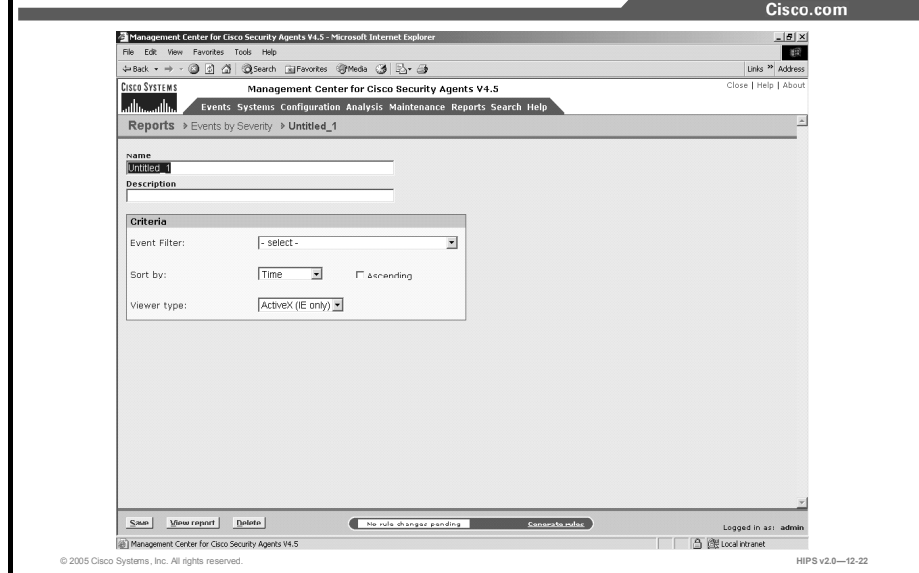 Cisco.com
Management Center for Cisco Security Agents V4.5 - Microsoft Internet Explorer
File Edit View Favorites Tools Help
Back Search Favorites Media Links » Address
CISCO SYSTEMS
Management Center for Cisco Security Agents V4.5
Close | Help | About
Events Systems Configuration Analysis Maintenance Reports Search Help
Reports Events by Severity Untitled_1
Name
Untitled_1
Description
Criteria
Event Filter: - select -
Sort by: Time Ascending
Viewer type: ActiveX (IE only)
Save View report Delete No rule changes pending Generate rules Logged in as: admin
Management Center for Cisco Security Agents V4.5 Local intranet
© 2005 Cisco Systems, Inc. All rights reserved. HIPS v2.0—12-22